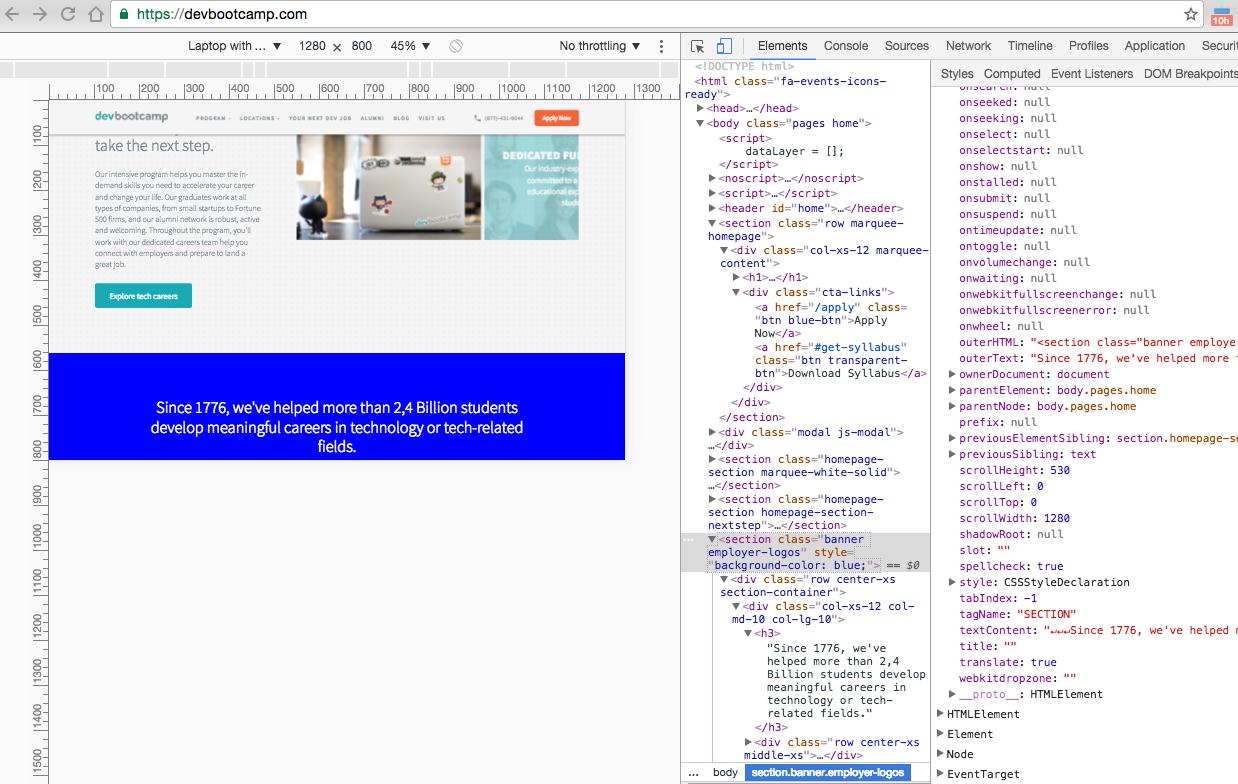 https://devbootcamp.com
10h
Laptop with ... ▼ 1280 × 800 45% ▼ No throttling ▼
Elements Console Sources Network Timeline Profiles Application Securit
100 200 300 400 500 600 700 800 900 1000 1100 1200 1300
100
200
300
400
500
600
700
800
900
1000
1100
1200
1300
1400
1500
devbootcamp PROGRAM LOCATIONS YOUR NEXT DEV JOB ALUMNI BLOG VISIT US (877)-431-9044 Apply Now
take the next step.
Our intensive program helps you master the in-
demand skills you need to accelerate your career
and change your life. Our graduates work at all
types of companies, from small startups to Fortune
500 firms, and our alumni network is robust, active
and welcoming. Throughout the program, you'll
work with our dedicated careers team help you
connect with employers and prepare to land a
great job.
Explore tech careers
devbootcamp
DEDICATED FU
Our industry-exp
committed to a
educational exp
stude
Since 1776, we've helped more than 2,4 Billion students
develop meaningful careers in technology or tech-related
fields.
<!DOCTYPE html>
<html class="fa-events-icons-
ready">
▶<head>…</head>
▼<body class="pages home">
<script>
dataLayer = [];
</script>
▶<noscript>…</noscript>
▶<script>…</script>
▶<header id="home">…</header>
▼<section class="row marquee-
homepage">
▼<div class="col-xs-12 marquee-
content">
▶<h1>…</h1>
▼<div class="cta-links">
<a href="/apply" class=
"btn blue-btn">Apply
Now</a>
<a href="#get-syllabus"
class="btn transparent-
btn">Download Syllabus</a>
</div>
</div>
</section>
▶<div class="modal js-modal">
…</div>
▶<section class="homepage-
section marquee-white-solid">
…</section>
▶<section class="homepage-
section homepage-section-
nextstep">…</section>
… ▼<section class="banner
employer-logos" style=
"background-color: blue;"> == $0
▼<div class="row center-xs
section-container">
▼<div class="col-xs-12 col-
md-10 col-lg-10">
▼<h3>
"Since 1776, we've
helped more than 2,4
Billion students develop
meaningful careers in
technology or tech-
related fields."
</h3>
▶<div class="row center-xs
middle-xs">…</div>
... body section.banner.employer-logos
Styles Computed Event Listeners DOM Breakpoints
onsearch: null
onseeked: null
onseeking: null
onselect: null
onselectstart: null
onshow: null
onstalled: null
onsubmit: null
onsuspend: null
ontimeupdate: null
ontoggle: null
onvolumechange: null
onwaiting: null
onwebkitfullscreenchange: null
onwebkitfullscreenerror: null
onwheel: null
outerHTML: "<section class="banner employer
outerText: "Since 1776, we've helped more t
▶ownerDocument: document
▶parentElement: body.pages.home
▶parentNode: body.pages.home
prefix: null
▶previousElementSibling: section.homepage-se
▶previousSibling: text
scrollHeight: 530
scrollLeft: 0
scrollTop: 0
scrollWidth: 1280
shadowRoot: null
slot: ""
spellcheck: true
▶style: CSSStyleDeclaration
tabIndex: -1
tagName: "SECTION"
textContent: "↵↵↵Since 1776, we've helped m
title: ""
translate: true
webkitdropzone: ""
▶__proto__: HTMLElement
▶HTMLElement
▶Element
▶Node
▶EventTarget